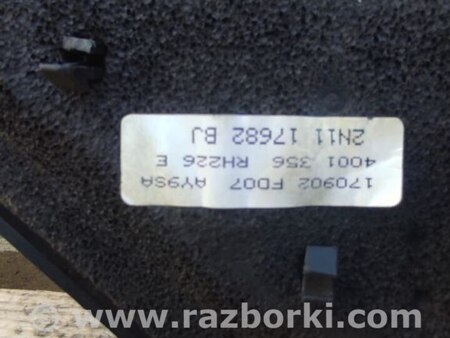 170902 FD07 AY9SA
4001 356 RH226 E
2N11 17682 BJ
© www.razborki.com